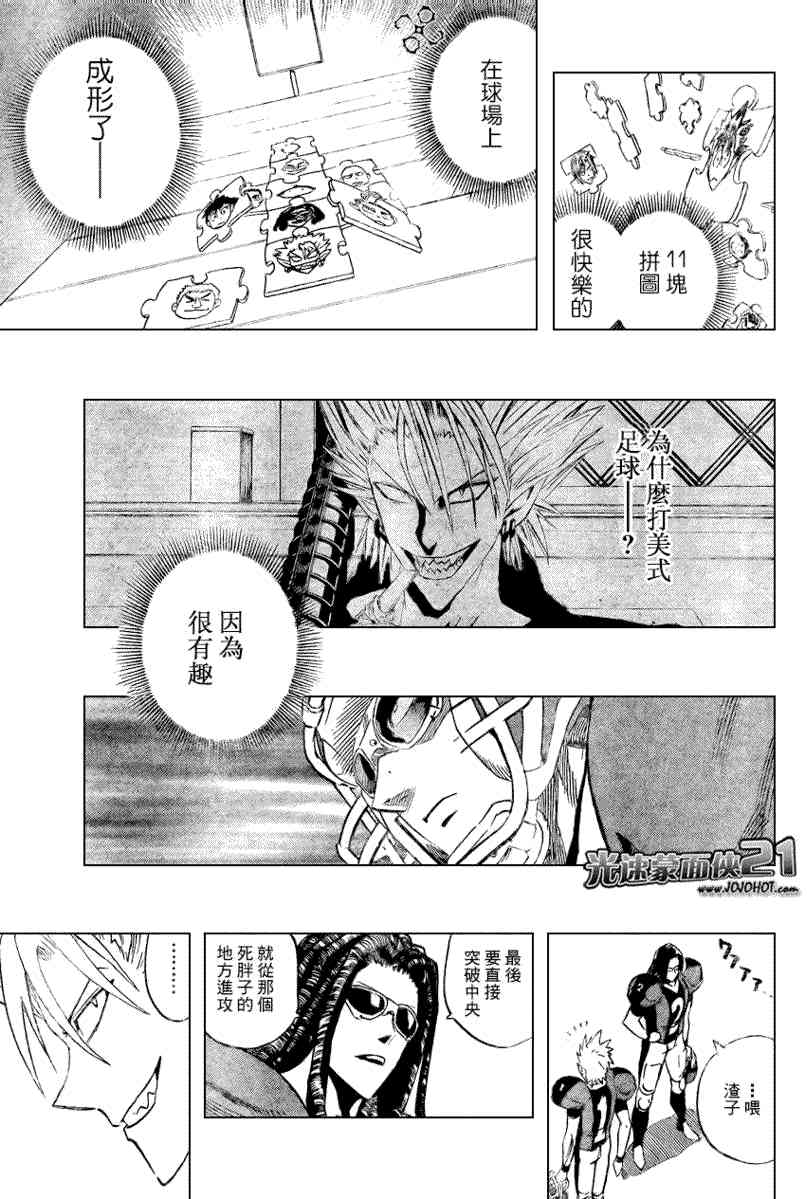 11塊
拼圖
很快樂的
在球場上
成形了——
為什麼打美式
足球——?
因為
很有趣
光速蒙面俠21
www.JOJOHOT.com
ワァァァ
2
1
…喂
渣子
最後
要直接
突破中央
就從那個
死胖子的
地方進攻
………